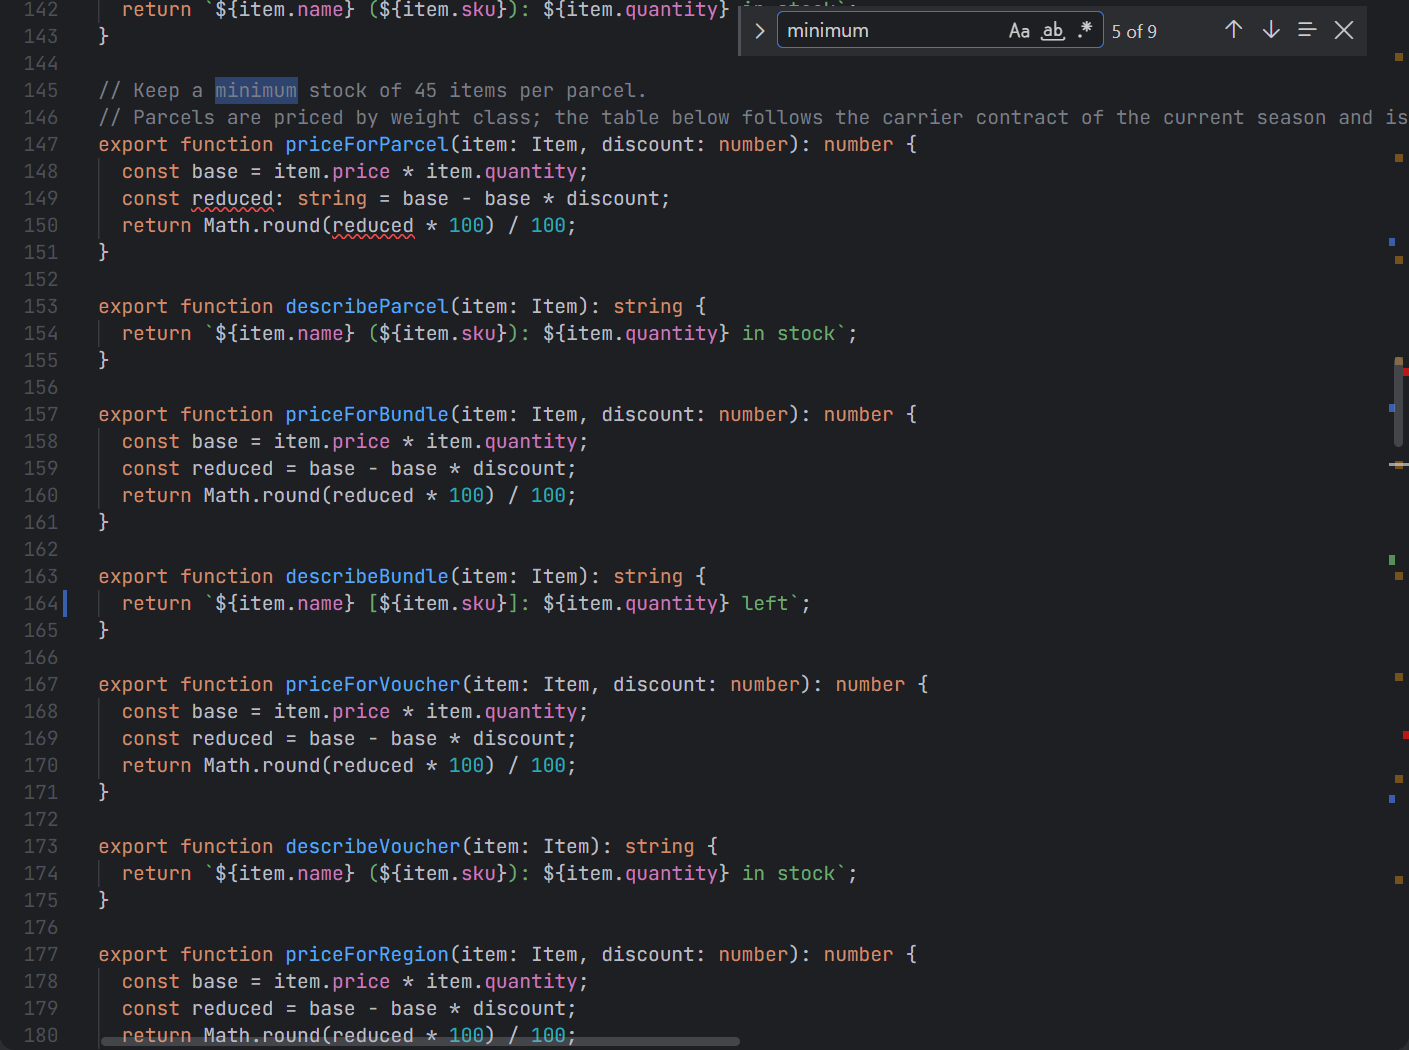 142 return `${item.name} (${item.sku}): ${item.quantity}
minimum Aa ab .* 5 of 9
143 }
144
145 // Keep a minimum stock of 45 items per parcel.
146 // Parcels are priced by weight class; the table below follows the carrier contract of the current season and is
147 export function priceForParcel(item: Item, discount: number): number {
148 const base = item.price * item.quantity;
149 const reduced: string = base - base * discount;
150 return Math.round(reduced * 100) / 100;
151 }
152
153 export function describeParcel(item: Item): string {
154 return `${item.name} (${item.sku}): ${item.quantity} in stock`;
155 }
156
157 export function priceForBundle(item: Item, discount: number): number {
158 const base = item.price * item.quantity;
159 const reduced = base - base * discount;
160 return Math.round(reduced * 100) / 100;
161 }
162
163 export function describeBundle(item: Item): string {
164 return `${item.name} [${item.sku}]: ${item.quantity} left`;
165 }
166
167 export function priceForVoucher(item: Item, discount: number): number {
168 const base = item.price * item.quantity;
169 const reduced = base - base * discount;
170 return Math.round(reduced * 100) / 100;
171 }
172
173 export function describeVoucher(item: Item): string {
174 return `${item.name} (${item.sku}): ${item.quantity} in stock`;
175 }
176
177 export function priceForRegion(item: Item, discount: number): number {
178 const base = item.price * item.quantity;
179 const reduced = base - base * discount;
180 return Math.round(reduced * 100) / 100;